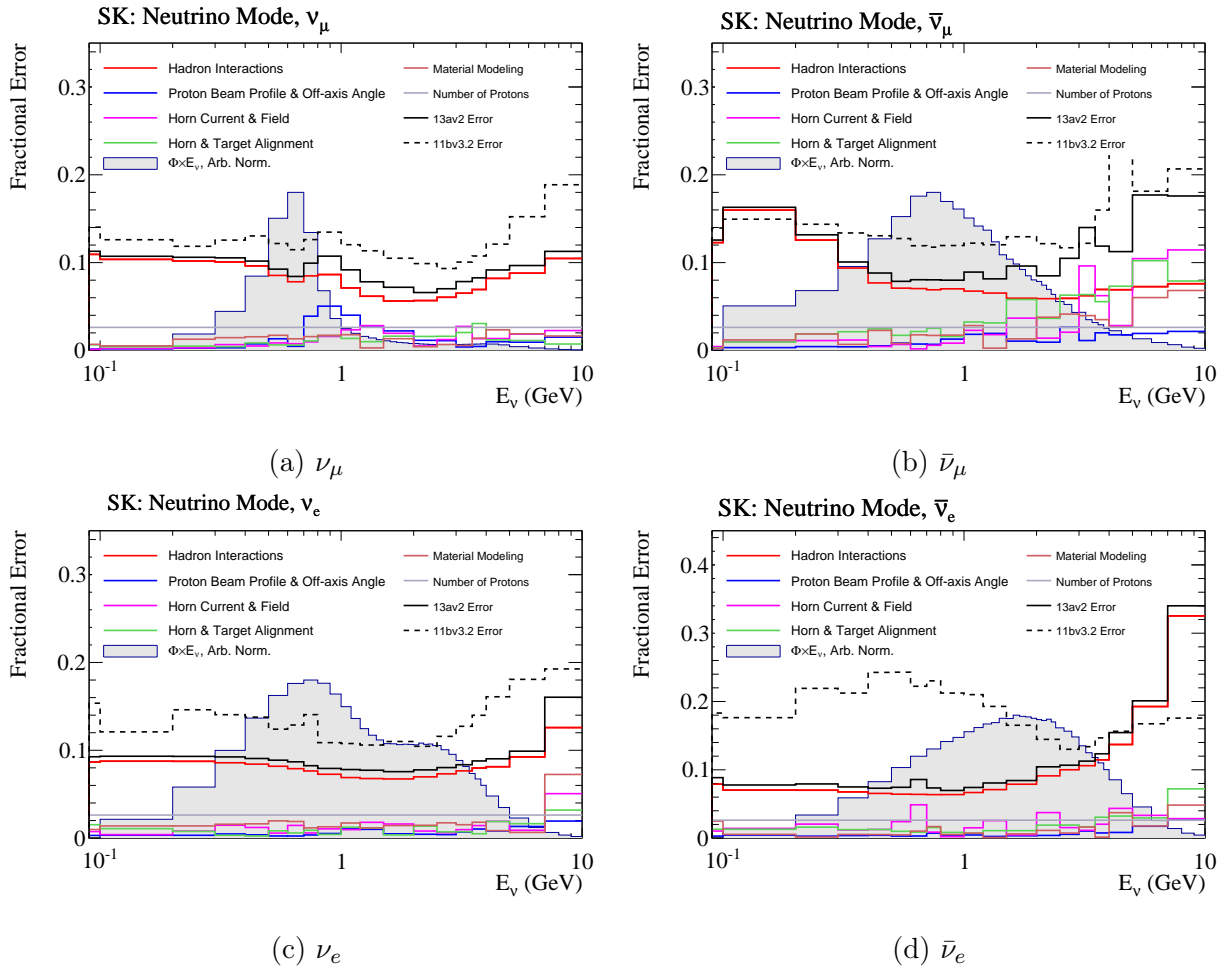 SK: Neutrino Mode, νμ
Fractional Error
0.3
0.2
0.1
0
Hadron Interactions
Proton Beam Profile & Off-axis Angle
Horn Current & Field
Horn & Target Alignment
Φ×Eν, Arb. Norm.
Material Modeling
Number of Protons
13av2 Error
11bv3.2 Error
10⁻¹ 1 10
Eν (GeV)
(a) νμ
SK: Neutrino Mode, ν̄μ
Fractional Error
0.3
0.2
0.1
0
Hadron Interactions
Proton Beam Profile & Off-axis Angle
Horn Current & Field
Horn & Target Alignment
Φ×Eν, Arb. Norm.
Material Modeling
Number of Protons
13av2 Error
11bv3.2 Error
10⁻¹ 1 10
Eν (GeV)
(b) ν̄μ
SK: Neutrino Mode, νe
Fractional Error
0.3
0.2
0.1
0
Hadron Interactions
Proton Beam Profile & Off-axis Angle
Horn Current & Field
Horn & Target Alignment
Φ×Eν, Arb. Norm.
Material Modeling
Number of Protons
13av2 Error
11bv3.2 Error
10⁻¹ 1 10
Eν (GeV)
(c) νe
SK: Neutrino Mode, ν̄e
Fractional Error
0.4
0.3
0.2
0.1
0
Hadron Interactions
Proton Beam Profile & Off-axis Angle
Horn Current & Field
Horn & Target Alignment
Φ×Eν, Arb. Norm.
Material Modeling
Number of Protons
13av2 Error
11bv3.2 Error
10⁻¹ 1 10
Eν (GeV)
(d) ν̄e